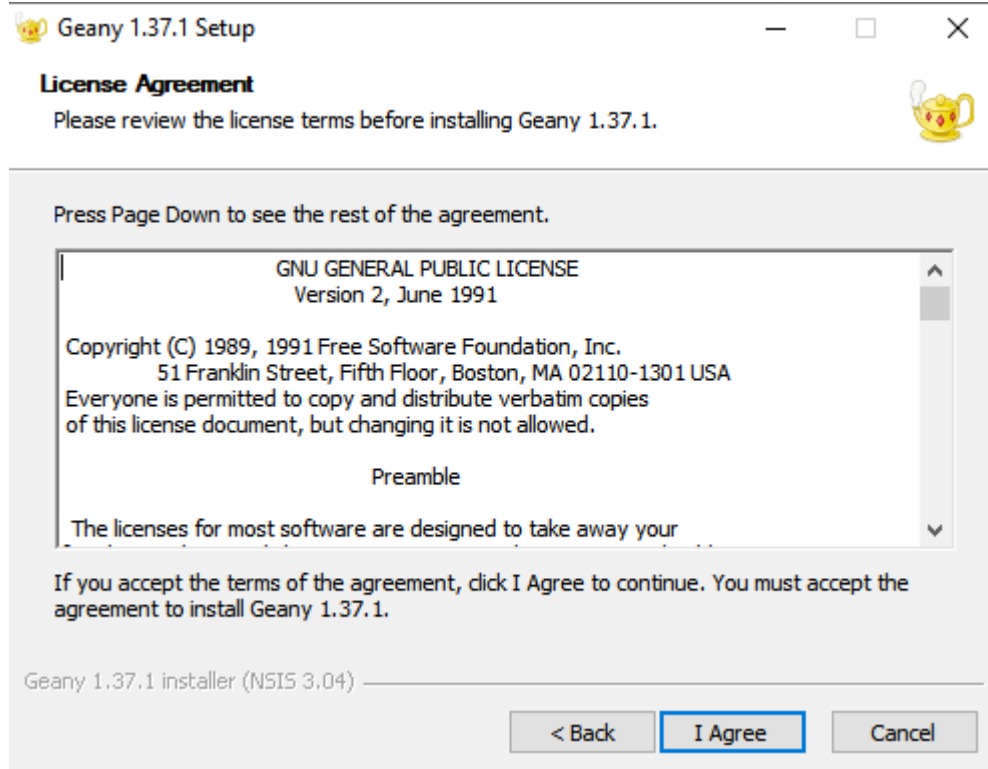 Geany 1.37.1 Setup
License Agreement
Please review the license terms before installing Geany 1.37.1.
Press Page Down to see the rest of the agreement.
GNU GENERAL PUBLIC LICENSE
Version 2, June 1991
Copyright (C) 1989, 1991 Free Software Foundation, Inc.
51 Franklin Street, Fifth Floor, Boston, MA 02110-1301 USA
Everyone is permitted to copy and distribute verbatim copies
of this license document, but changing it is not allowed.
Preamble
The licenses for most software are designed to take away your
If you accept the terms of the agreement, click I Agree to continue. You must accept the
agreement to install Geany 1.37.1.
Geany 1.37.1 installer (NSIS 3.04)
< Back
I Agree
Cancel